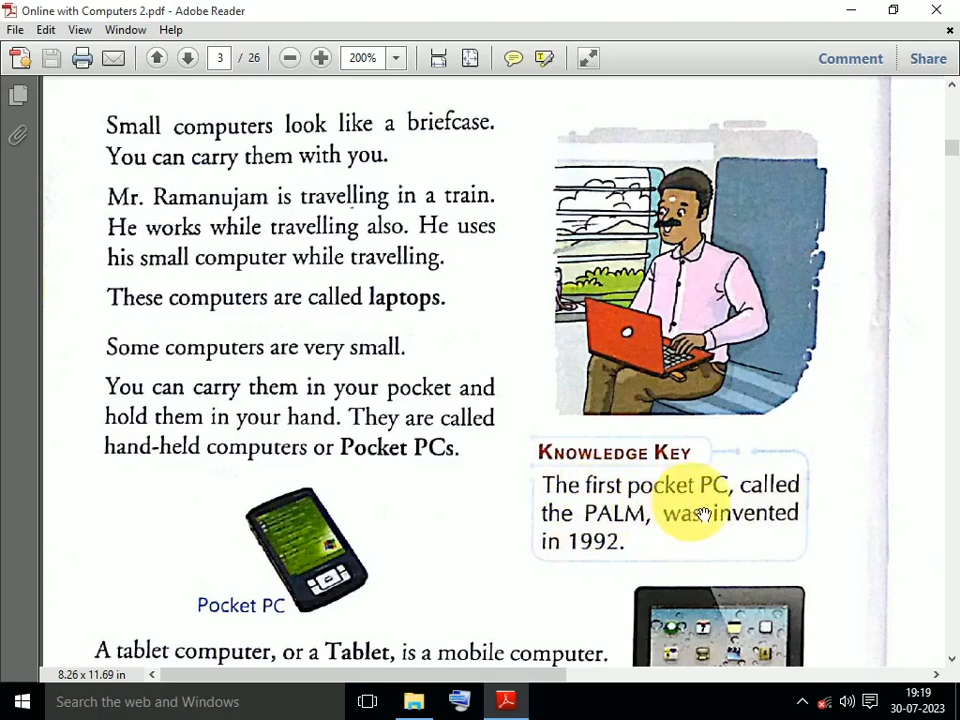 Online with Computers 2.pdf - Adobe Reader
File Edit View Window Help
3 / 26
200%
Comment Share
Small computers look like a briefcase.
You can carry them with you.
Mr. Ramanujam is travelling in a train.
He works while travelling also. He uses
his small computer while travelling.
These computers are called laptops.
Some computers are very small.
You can carry them in your pocket and
hold them in your hand. They are called
hand-held computers or Pocket PCs.
KNOWLEDGE KEY
The first pocket PC, called
the PALM, was invented
in 1992.
Pocket PC
7
A tablet computer, or a Tablet, is a mobile computer.
8.26 x 11.69 in
Search the web and Windows
19:19
30-07-2023